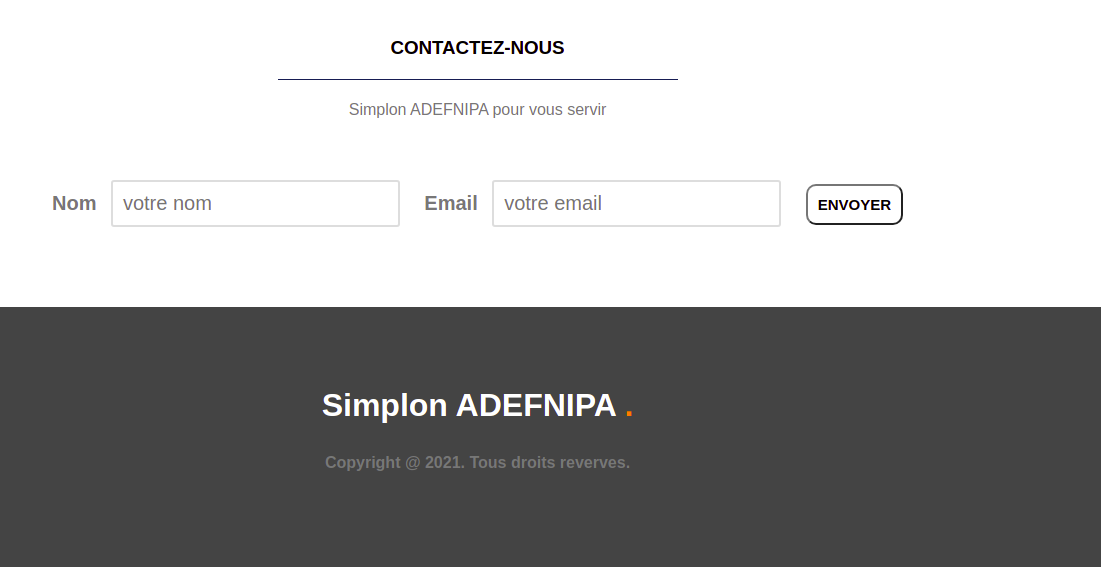 CONTACTEZ-NOUS
Simplon ADEFNIPA pour vous servir
Nom votre nom Email votre email ENVOYER
Simplon ADEFNIPA .
Copyright @ 2021. Tous droits reverves.